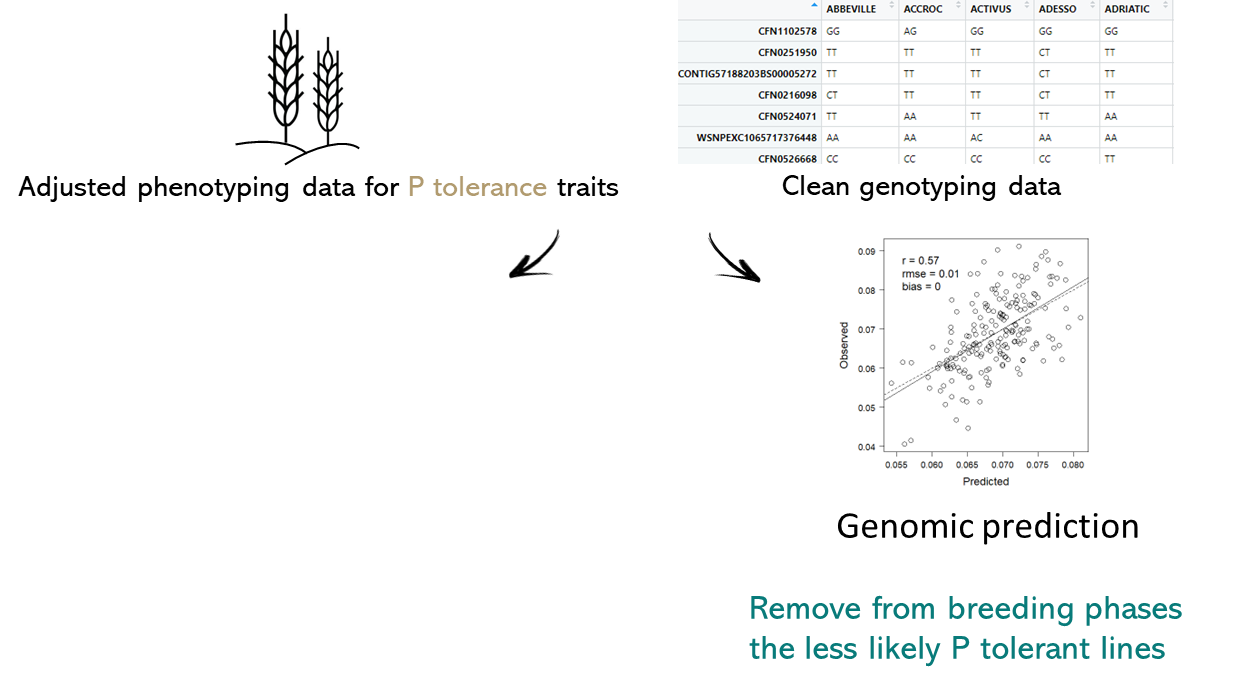 ABBEVILLE ACCROC ACTIVUS ADESSO ADRIATIC
CFN1102578 GG AG GG GG GG
CFN0251950 TT TT TT CT TT
CONTIG57188203BS00005272 TT TT TT CT TT
CFN0216098 CT TT TT CT TT
CFN0524071 TT AA TT TT AA
WSNPEXC1065717376448 AA AA AC AA AA
CFN0526668 CC CC CC CC TT
Adjusted phenotyping data for P tolerance traits
Clean genotyping data
r = 0.57
rmse = 0.01
bias = 0
0.09
0.08
0.07
0.06
0.05
0.04
Observed
0.055 0.060 0.065 0.070 0.075 0.080
Predicted
Genomic prediction
Remove from breeding phases
the less likely P tolerant lines